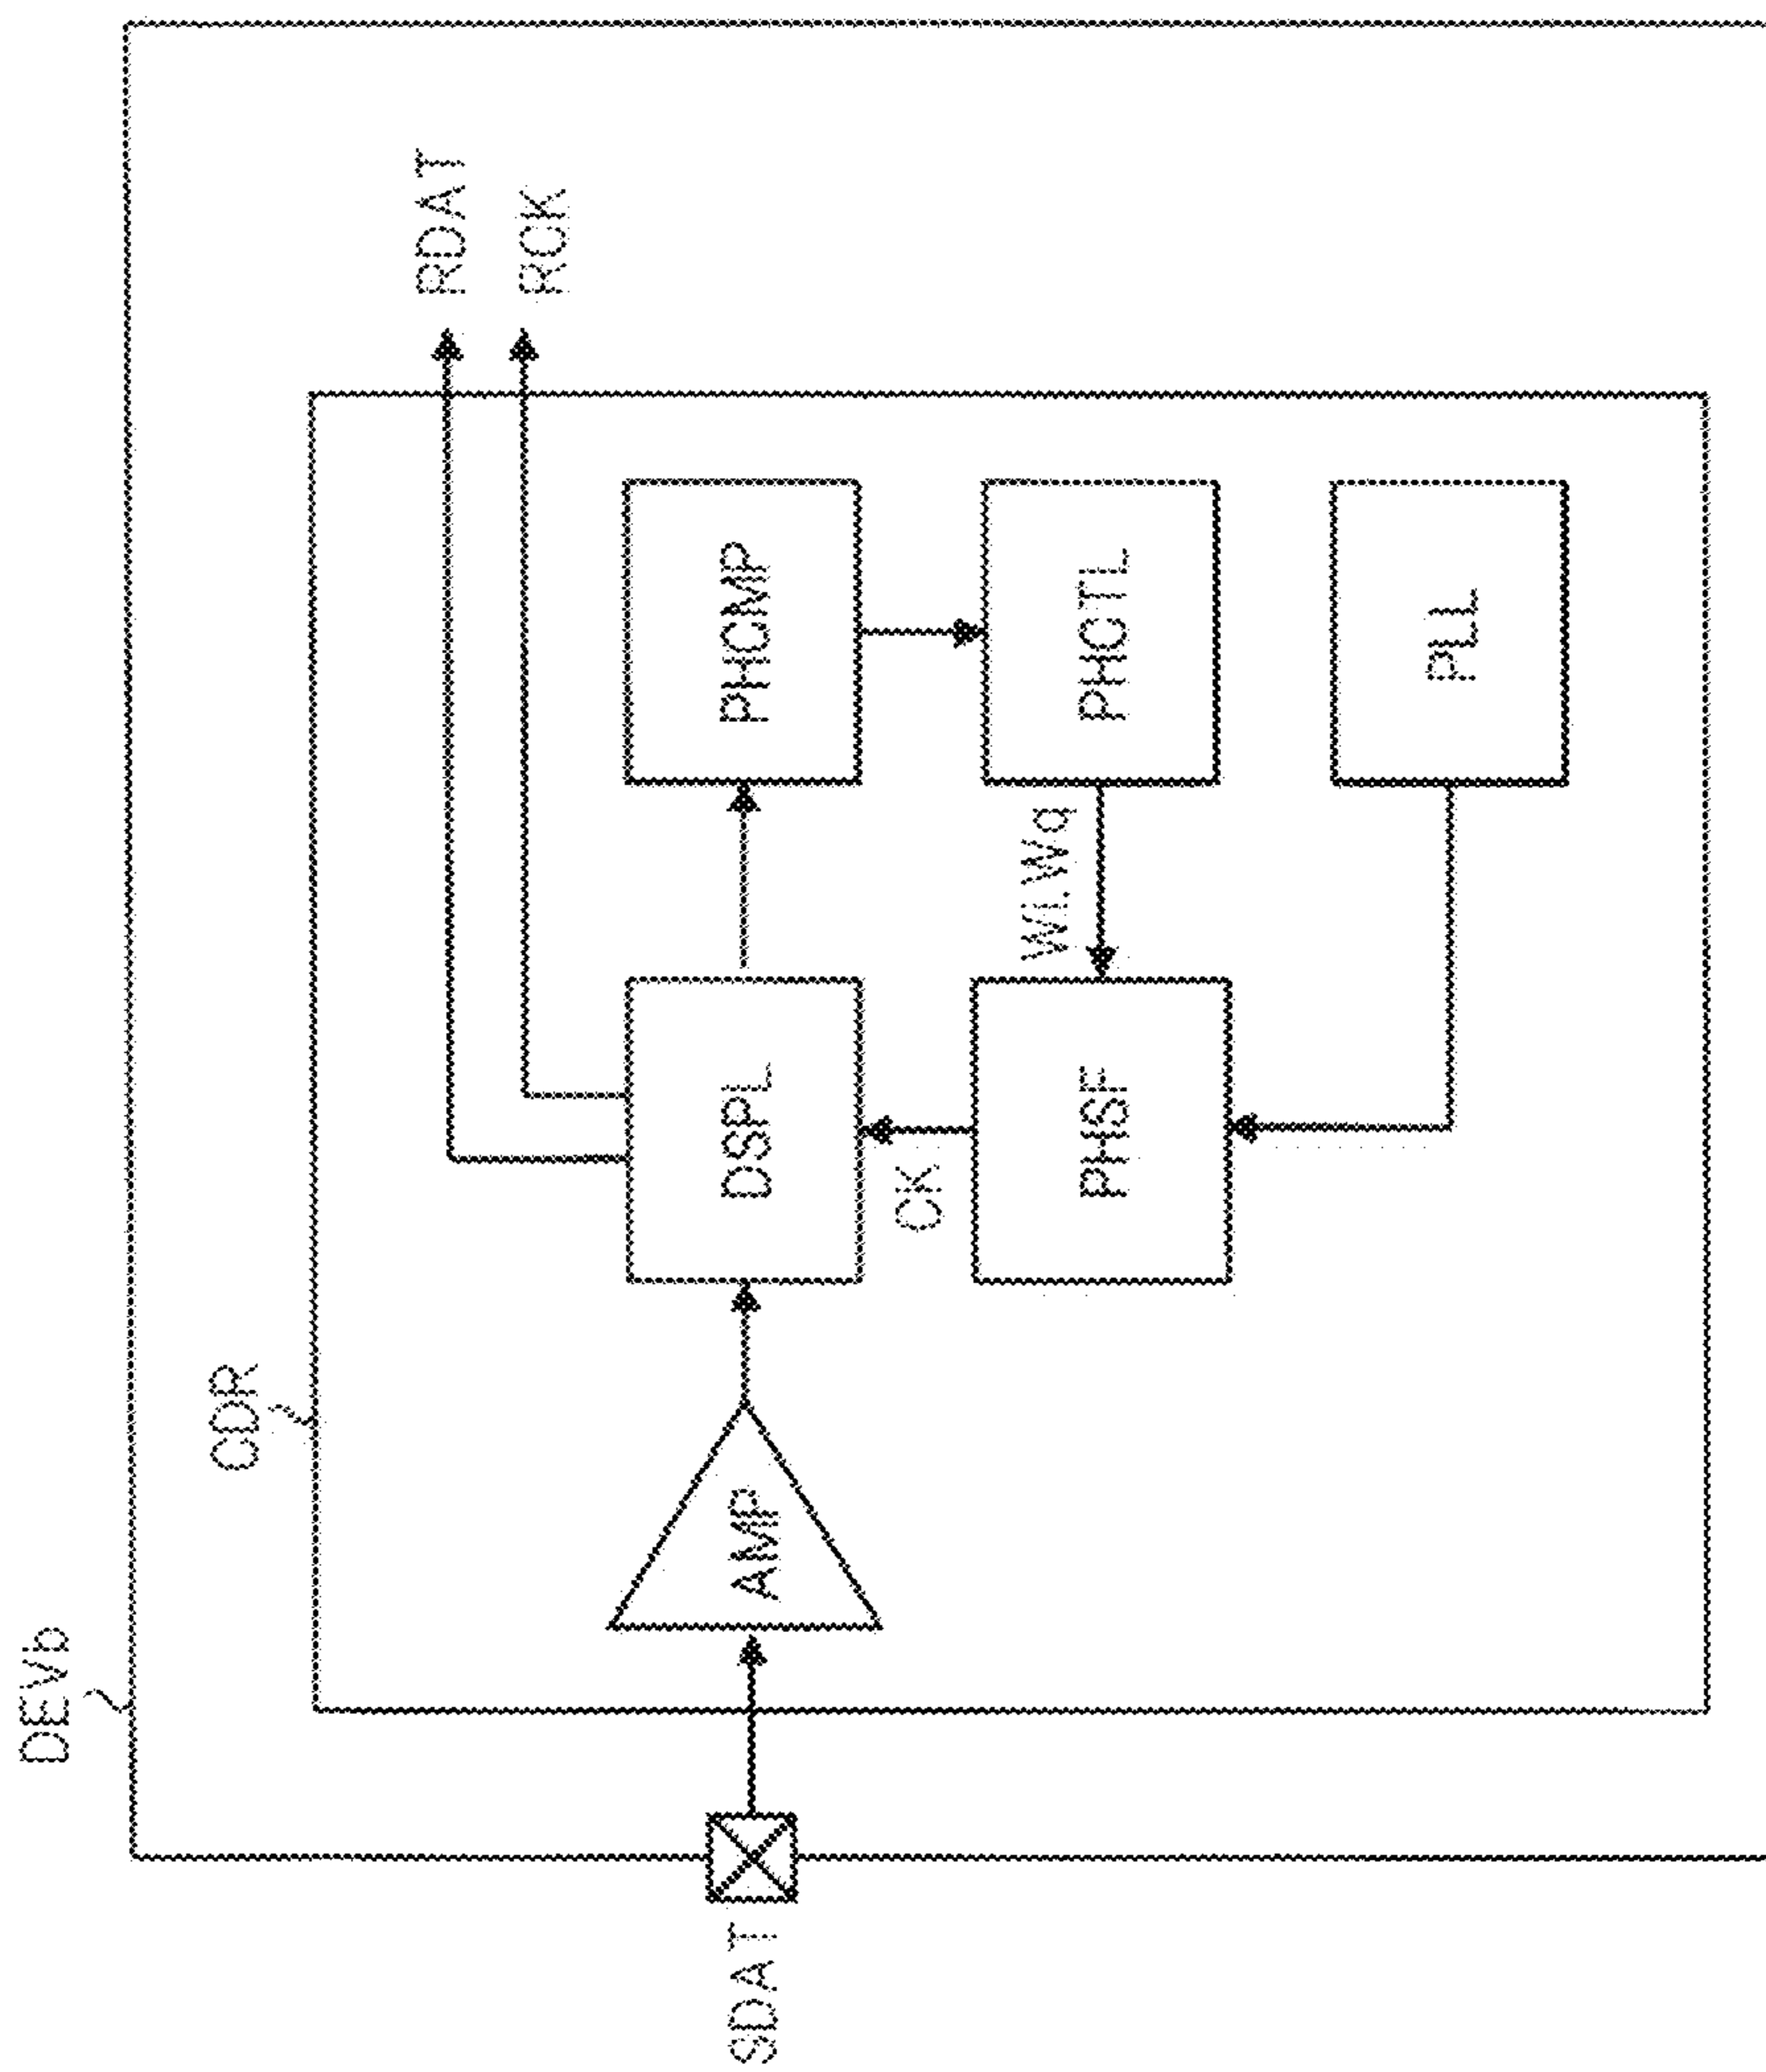 DEVb
CDR
RDAT
RCK
SDAT
AMP
DSPL
PHCMP
CK
Wi.Wq
PHSF
PHCTL
PLL